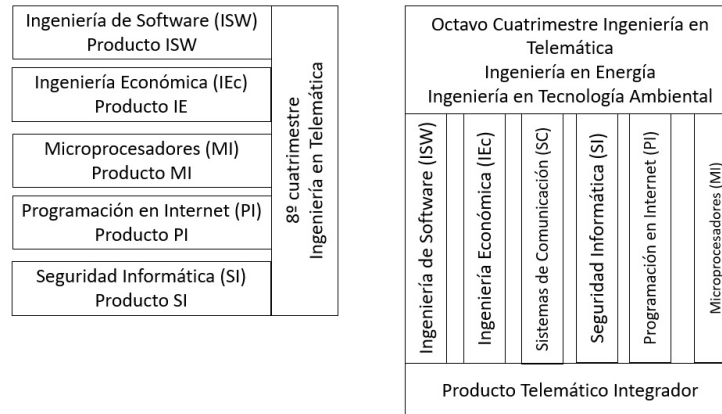 Ingeniería de Software (ISW)
Producto ISW
Ingeniería Económica (IEc)
Producto IE
Microprocesadores (MI)
Producto MI
Programación en Internet (PI)
Producto PI
Seguridad Informática (SI)
Producto SI
8º cuatrimestre
Ingeniería en Telemática
Octavo Cuatrimestre Ingeniería en
Telemática
Ingeniería en Energía
Ingeniería en Tecnología Ambiental
Ingeniería de Software (ISW)
Ingeniería Económica (IEc)
Sistemas de Comunicación (SC)
Seguridad Informática (SI)
Programación en Internet (PI)
Microprocesadores (MI)
Producto Telemático Integrador